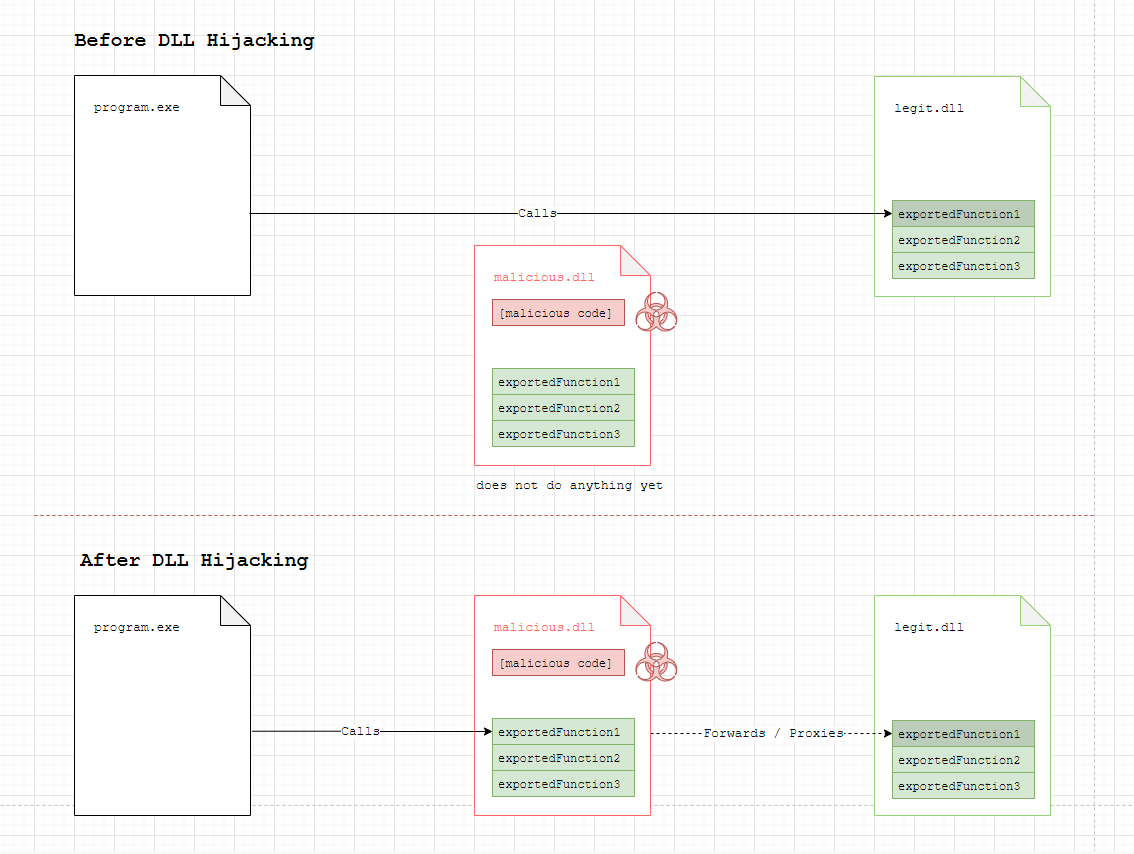 Before DLL Hijacking
program.exe
legit.dll
Calls
exportedFunction1
exportedFunction2
exportedFunction3
malicious.dll
[malicious code]
exportedFunction1
exportedFunction2
exportedFunction3
does not do anything yet
After DLL Hijacking
program.exe
malicious.dll
legit.dll
[malicious code]
Calls
exportedFunction1
exportedFunction2
exportedFunction3
Forwards / Proxies
exportedFunction1
exportedFunction2
exportedFunction3